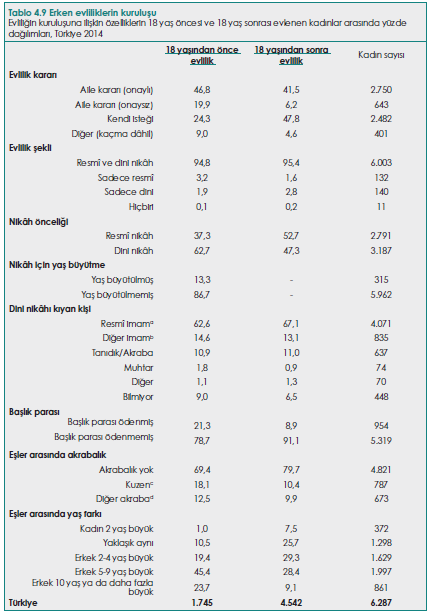 Tablo 4.9 Erken evliliklerin kuruluşu
Evliliğin kuruluşuna ilişkin özelliklerin 18 yaş öncesi ve 18 yaş sonrası evlenen kadınlar arasında yüzde
dağılımları, Türkiye 2014
18 yaşından önce evlilik 18 yaşından sonra evlilik Kadın sayısı
Evlilik kararı
Aile kararı (onaylı) 46,8 41,5 2.750
Aile kararı (onaysız) 19,9 6,2 643
Kendi isteği 24,3 47,8 2.482
Diğer (kaçma dâhil) 9,0 4,6 401
Evlilik şekli
Resmî ve dini nikâh 94,8 95,4 6.003
Sadece resmî 3,2 1,6 132
Sadece dini 1,9 2,8 140
Hiçbiri 0,1 0,2 11
Nikâh önceliği
Resmî nikâh 37,3 52,7 2.791
Dini nikâh 62,7 47,3 3.187
Nikâh için yaş büyütme
Yaş büyütülmüş 13,3 - 315
Yaş büyütülmemiş 86,7 - 5.962
Dini nikâhı kıyan kişi
Resmî imamᵃ 62,6 67,1 4.071
Diğer imamᵇ 14,6 13,1 835
Tanıdık/Akraba 10,9 11,0 637
Muhtar 1,8 0,9 74
Diğer 1,1 1,3 70
Bilmiyor 9,0 6,5 448
Başlık parası
Başlık parası ödenmiş 21,3 8,9 954
Başlık parası ödenmemiş 78,7 91,1 5.319
Eşler arasında akrabalık
Akrabalık yok 69,4 79,7 4.821
Kuzenᶜ 18,1 10,4 787
Diğer akrabaᵈ 12,5 9,9 673
Eşler arasında yaş farkı
Kadın 2 yaş büyük 1,0 7,5 372
Yaklaşık aynı 10,5 25,7 1.298
Erkek 2-4 yaş büyük 19,4 29,3 1.629
Erkek 5-9 yaş büyük 45,4 28,4 1.997
Erkek 10 yaş ya da daha fazla
büyük 23,7 9,1 861
Türkiye 1.745 4.542 6.287